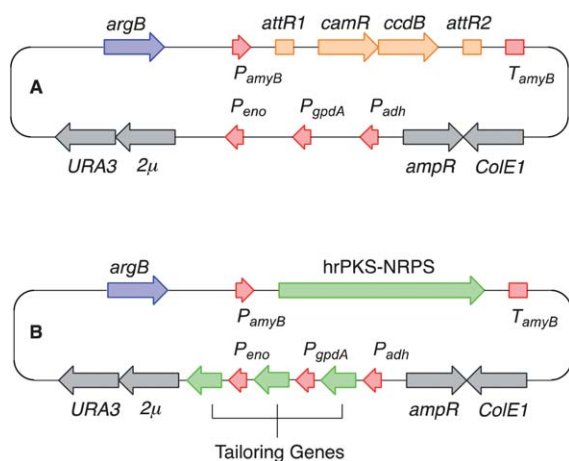 argB attR1 camR ccdB attR2
PamyB TamyB
A
Peno PgpdA Padh
URA3 2μ ampR ColE1
argB hrPKS-NRPS
PamyB TamyB
B
Peno PgpdA Padh
URA3 2μ ampR ColE1
Tailoring Genes